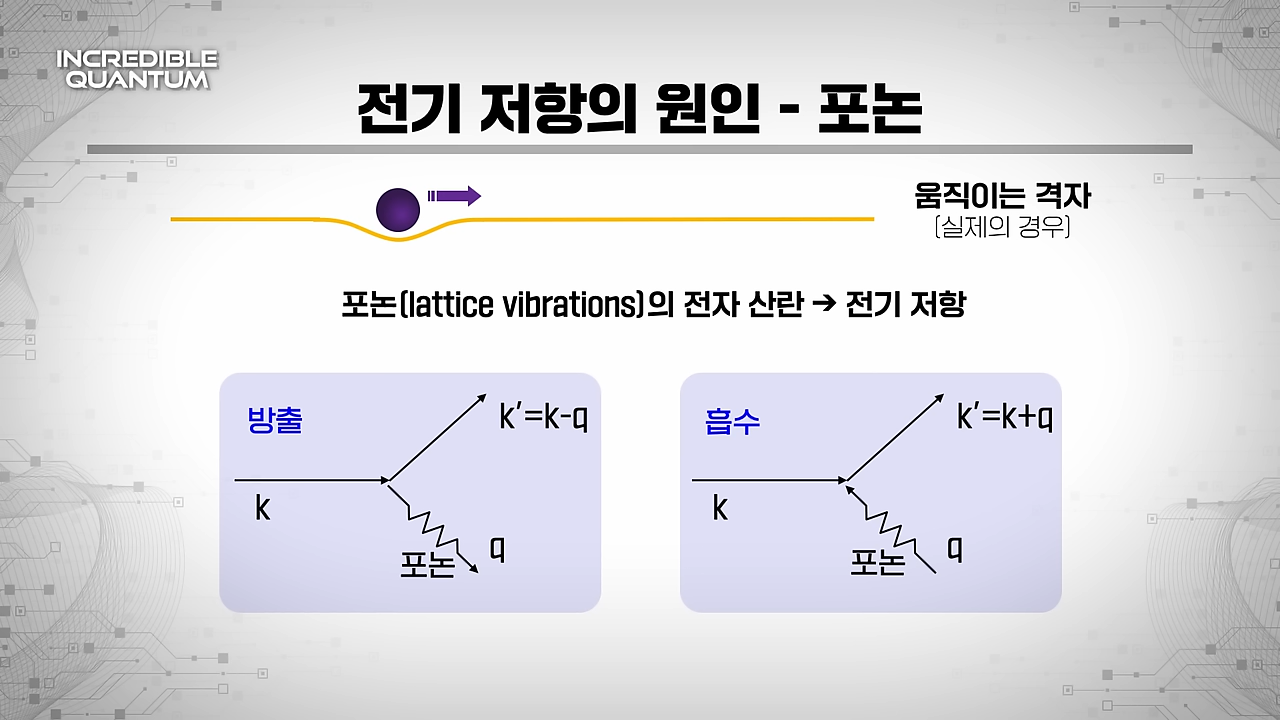 INCREDIBLE
QUANTUM
전기 저항의 원인 - 포논
움직이는 격자
(실제의 경우)
포논(lattice vibrations)의 전자 산란 ➔ 전기 저항
방출
k’=k-q
k
포논
q
흡수
k’=k+q
k
포논
q